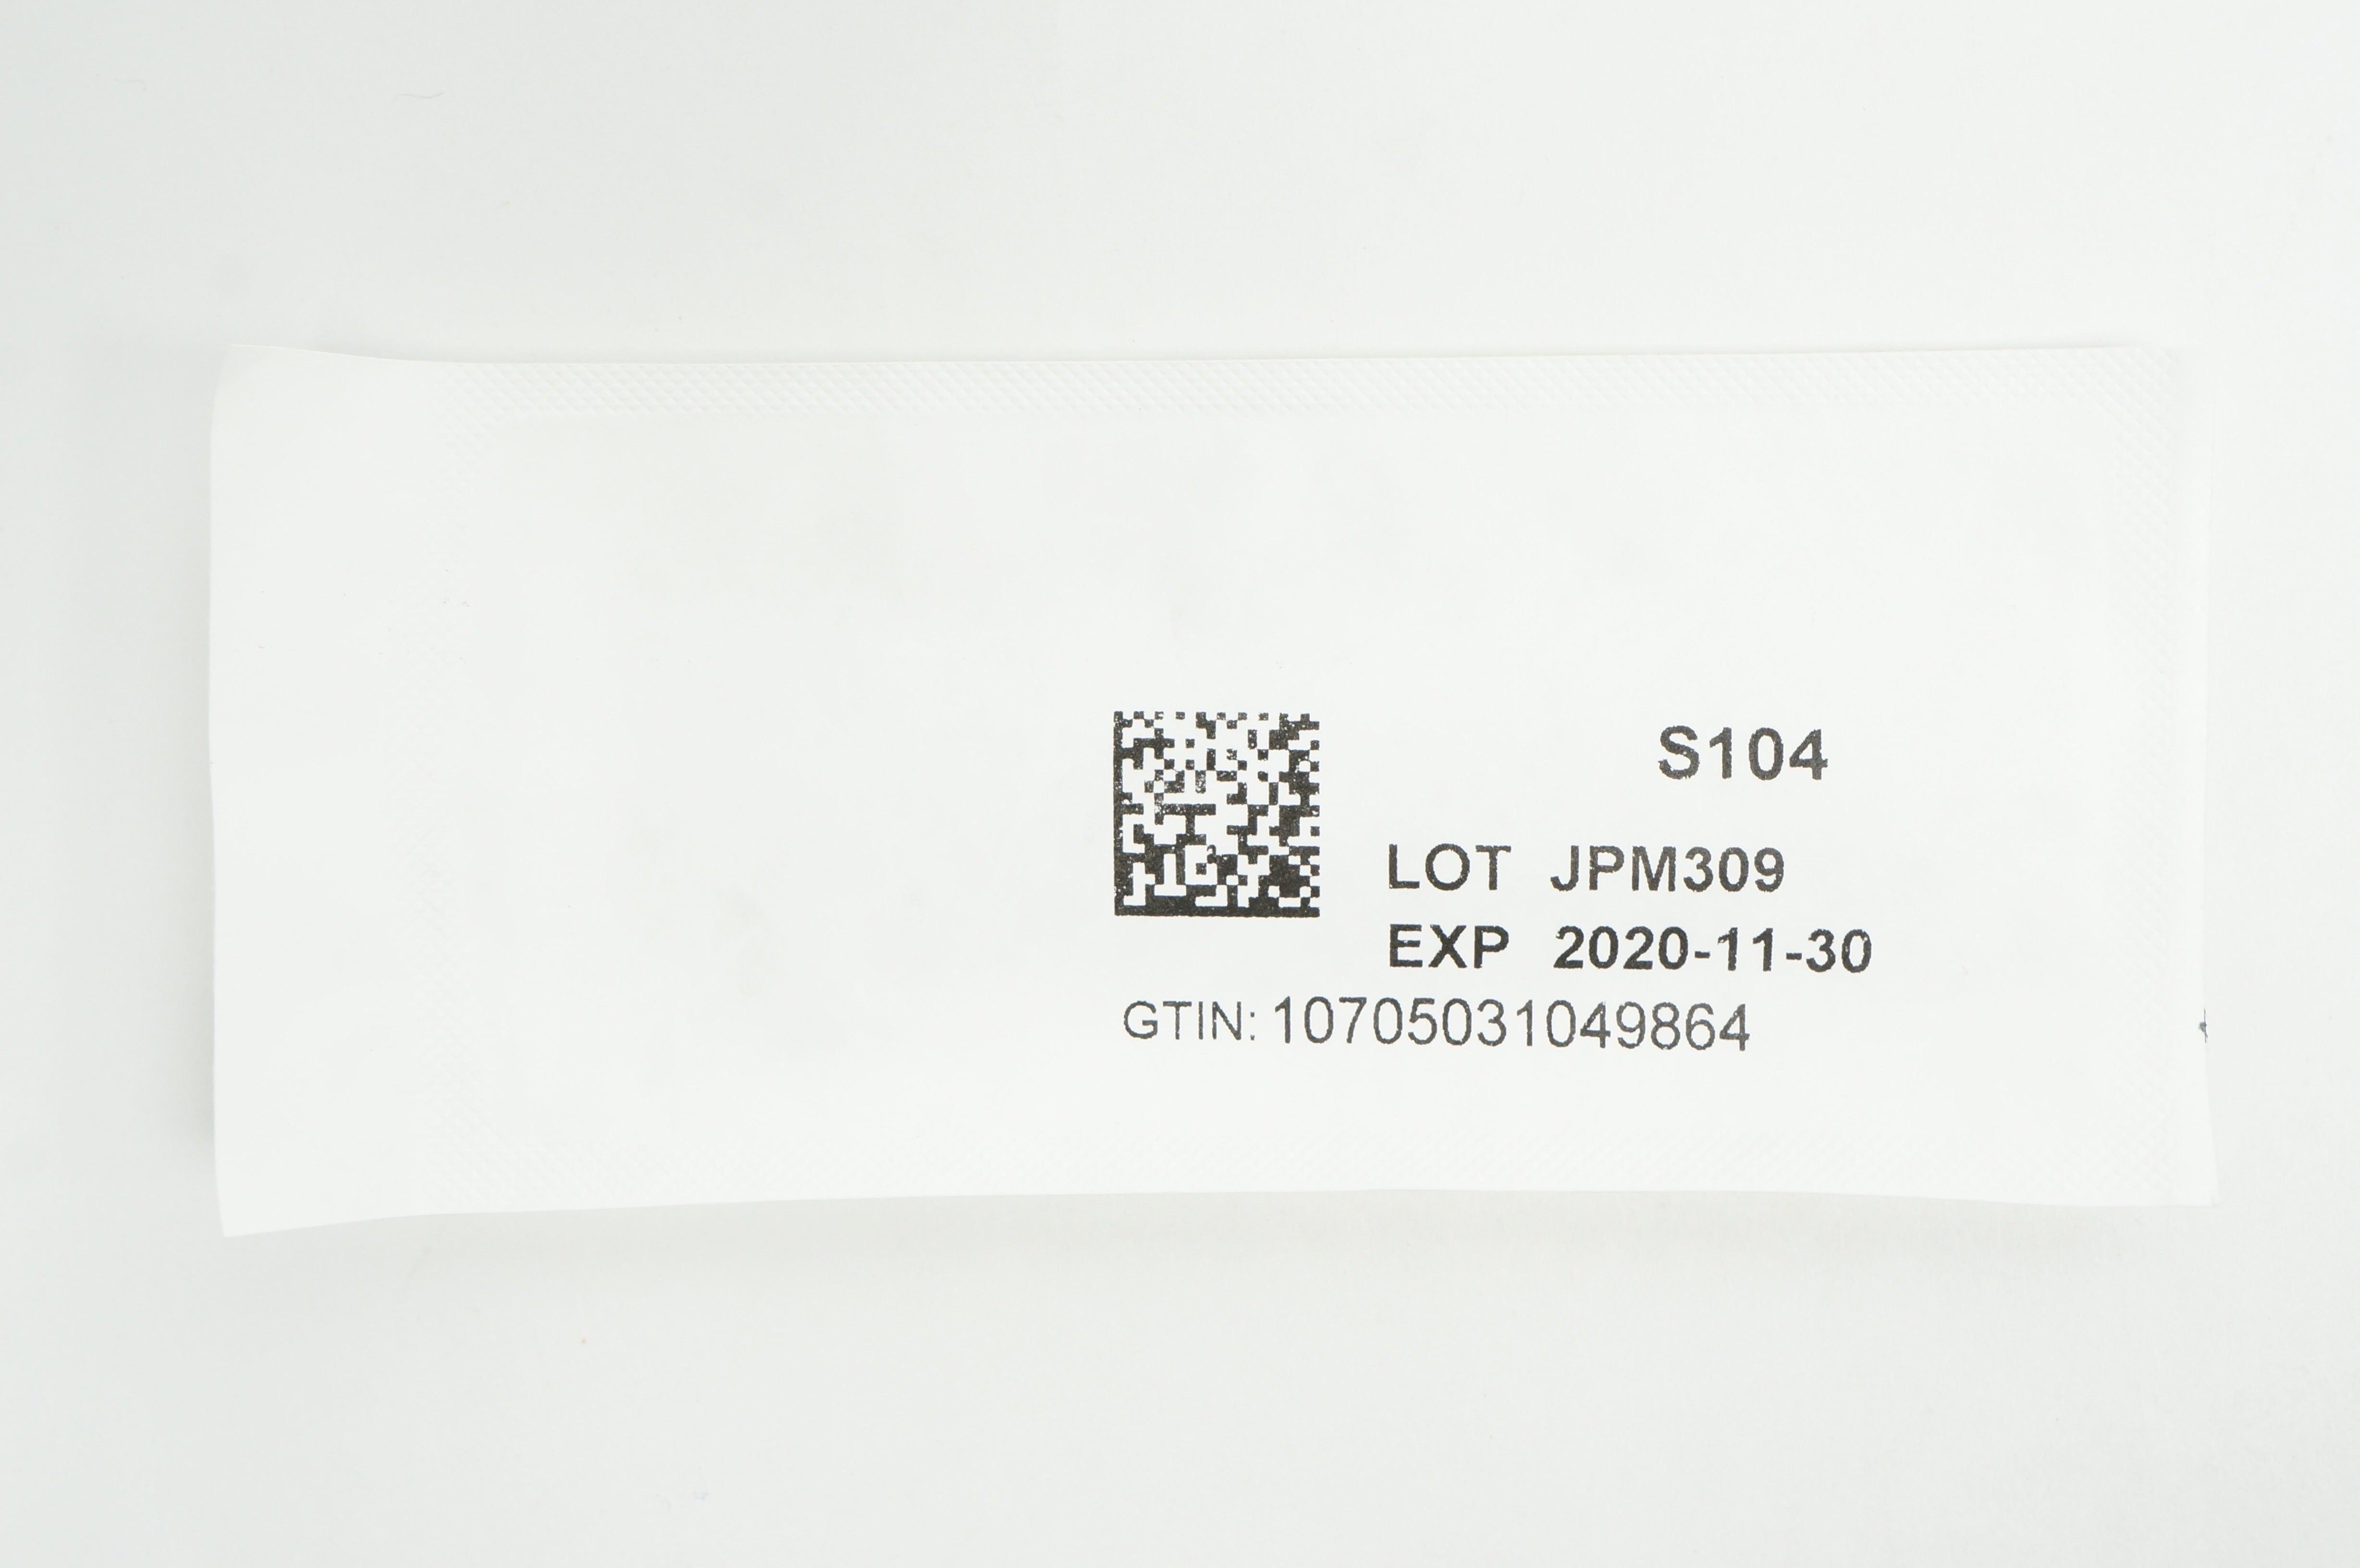 S104
LOT JPM309
EXP 2020-11-30
GTIN: 10705031049864